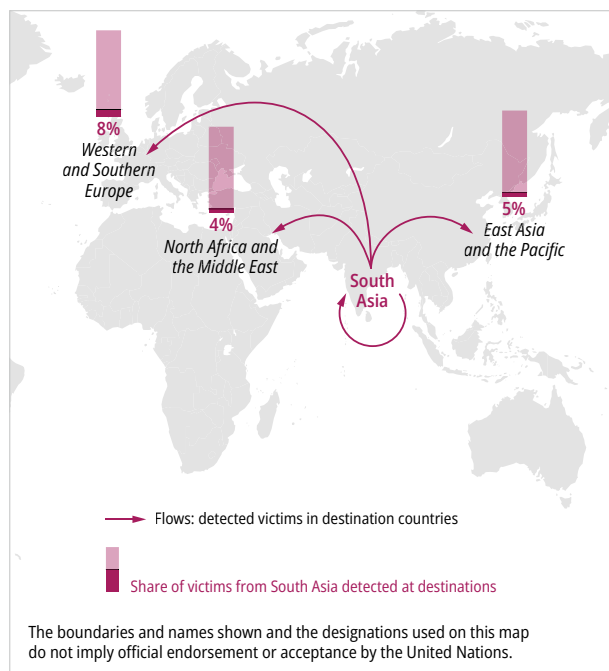 8%
Western
and Southern
Europe
4%
North Africa and
the Middle East
5%
East Asia
and the Pacific
South
Asia
Flows: detected victims in destination countries
Share of victims from South Asia detected at destinations
The boundaries and names shown and the designations used on this map
do not imply official endorsement or acceptance by the United Nations.